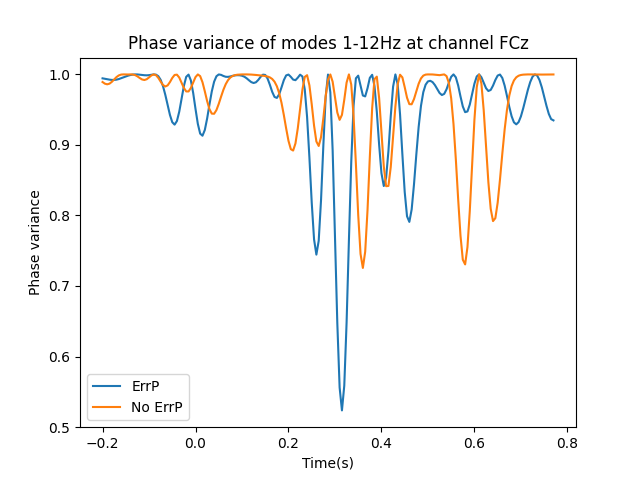 Phase variance of modes 1-12Hz at channel FCz
Phase variance
1.0
0.9
0.8
0.7
0.6
0.5
ErrP
No ErrP
−0.2
0.0
0.2
0.4
0.6
0.8
Time(s)